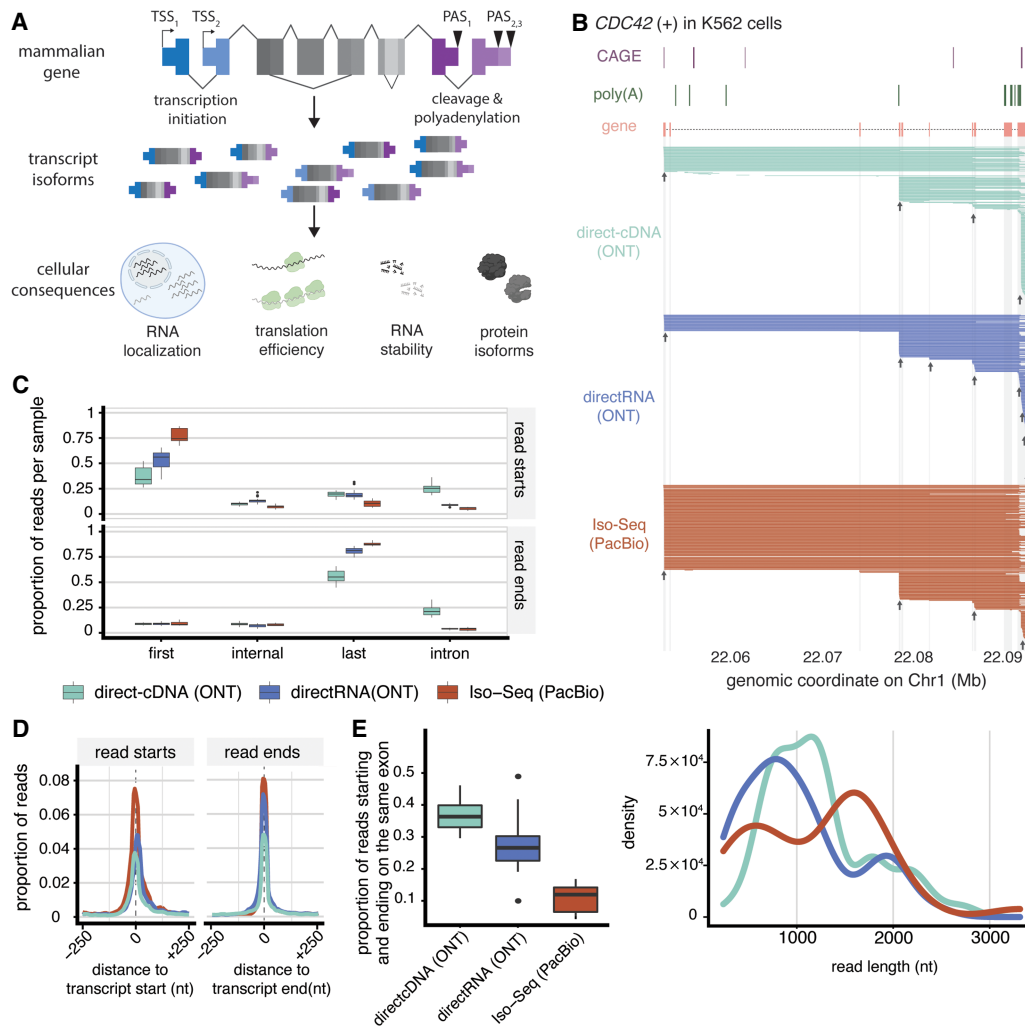 A
TSS1
TSS2
PAS1
PAS2,3
mammalian
gene
transcription
initiation
cleavage &
polyadenylation
transcript
isoforms
cellular
consequences
RNA
localization
translation
efficiency
RNA
stability
protein
isoforms
B
CDC42 (+) in K562 cells
CAGE
poly(A)
gene
direct-cDNA
(ONT)
directRNA
(ONT)
Iso-Seq
(PacBio)
22.06 22.07 22.08 22.09
genomic coordinate on Chr1 (Mb)
C
proportion of reads per sample
1
0.75
0.5
0.25
0
read starts
1
0.75
0.5
0.25
0
read ends
first internal last intron
direct-cDNA (ONT) directRNA(ONT) Iso−Seq (PacBio)
D
read starts read ends
proportion of reads
0.08
0.06
0.04
0.02
0
−250 0 +250 −250 0 +250
distance to
transcript start (nt)
distance to
transcript end(nt)
E
proportion of reads starting
and ending on the same exon
0.5
0.4
0.3
0.2
0.1
directcDNA (ONT)
directRNA (ONT)
Iso−Seq (PacBio)
density
7.5×10⁴
5×10⁴
2.5×10⁴
0
1000 2000 3000
read length (nt)